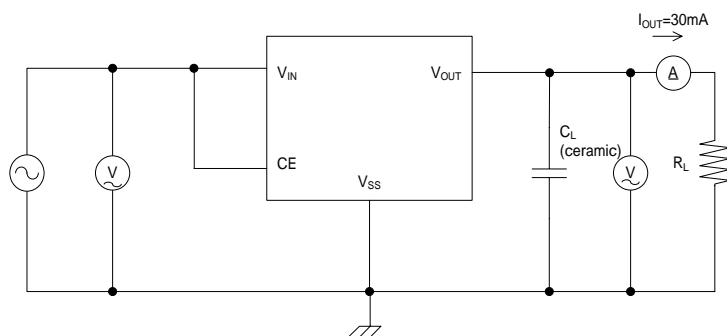 I_OUT=30mA
V_IN
V_OUT
A
C_L
(ceramic)
V
CE
V
R_L
V_SS